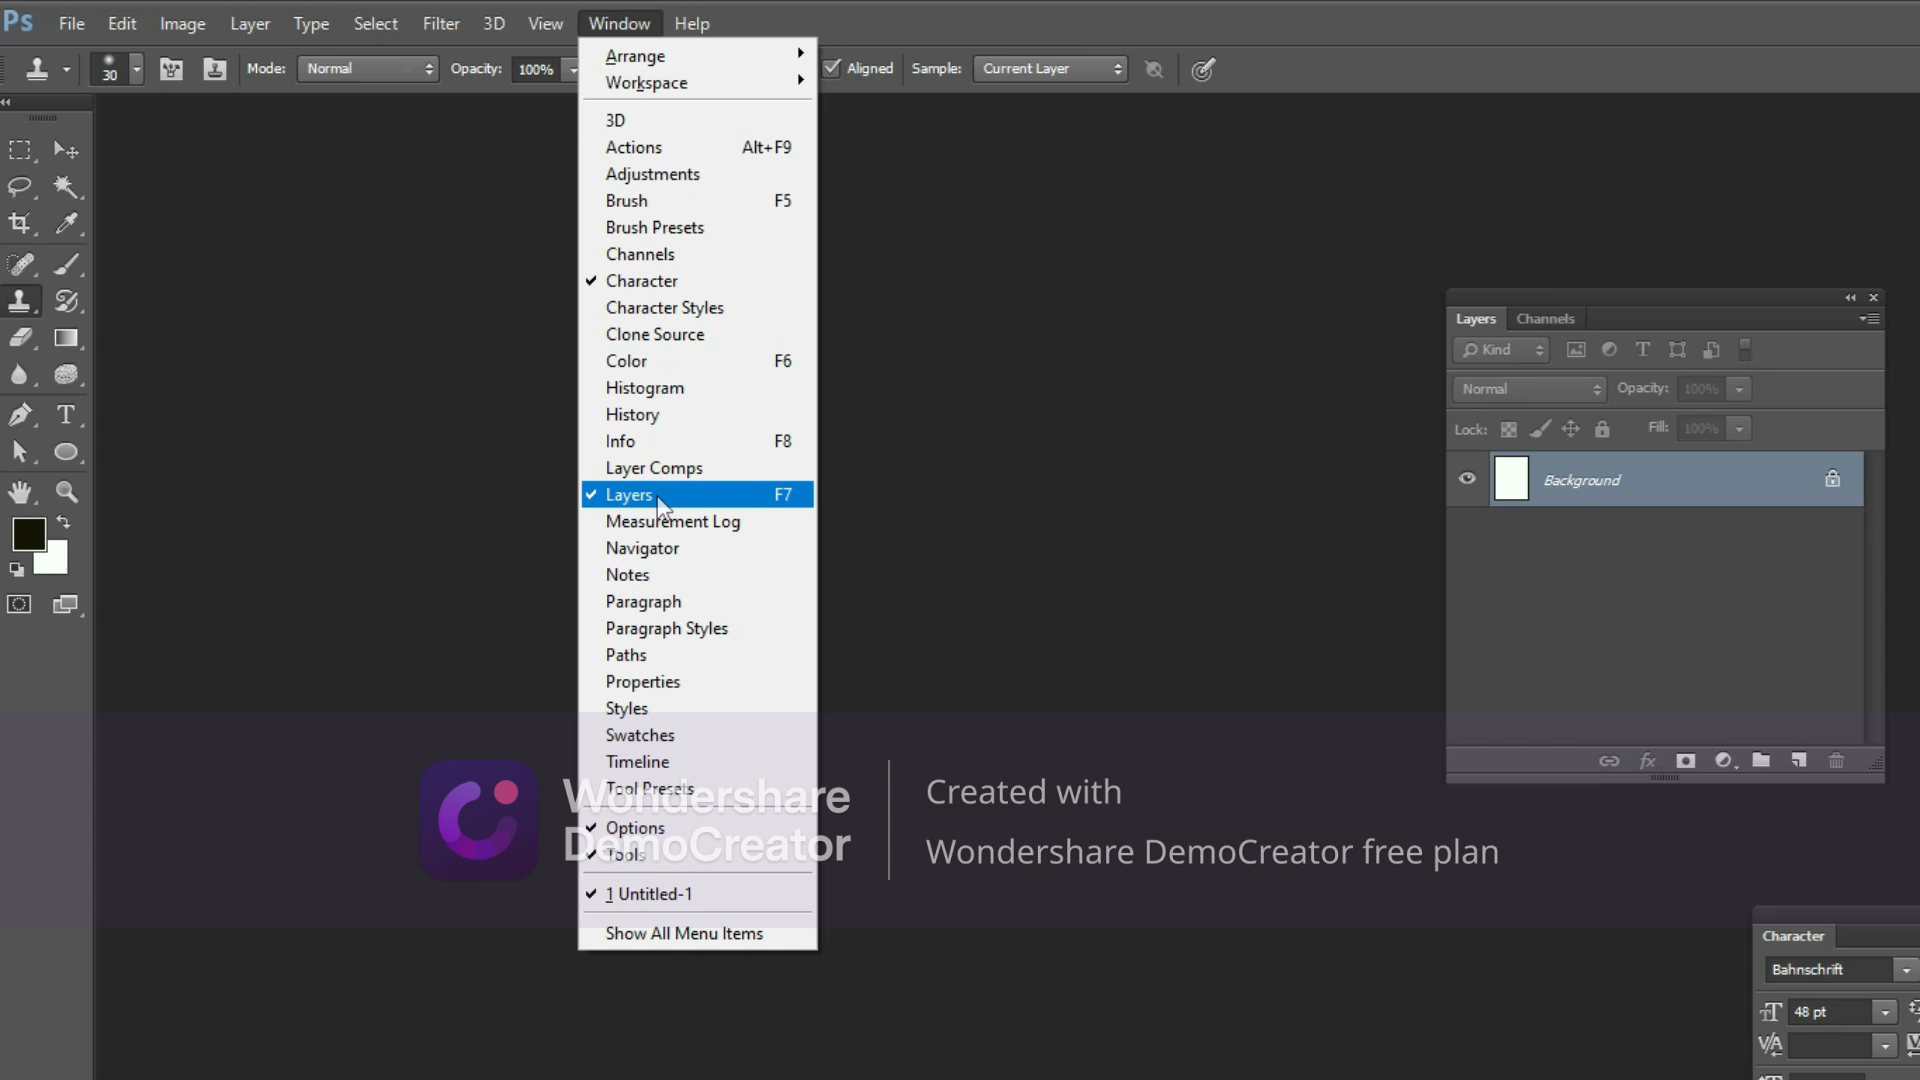 Ps File Edit Image Layer Type Select Filter 3D View Window Help
30 Mode: Normal Opacity: 100% Aligned Sample: Current Layer
Arrange
Workspace
3D
Actions Alt+F9
Adjustments
Brush F5
Brush Presets
Channels
Character
Character Styles
Clone Source
Color F6
Histogram
History
Info F8
Layer Comps
Layers F7
Measurement Log
Navigator
Notes
Paragraph
Paragraph Styles
Paths
Properties
Styles
Swatches
Timeline
Tool Presets
Options
Tools
1 Untitled-1
Show All Menu Items
Layers Channels
Kind
Normal Opacity: 100%
Lock: Fill: 100%
Background
fx
Wondershare
DemoCreator
Created with
Wondershare DemoCreator free plan
Character
Bahnschrift
48 pt